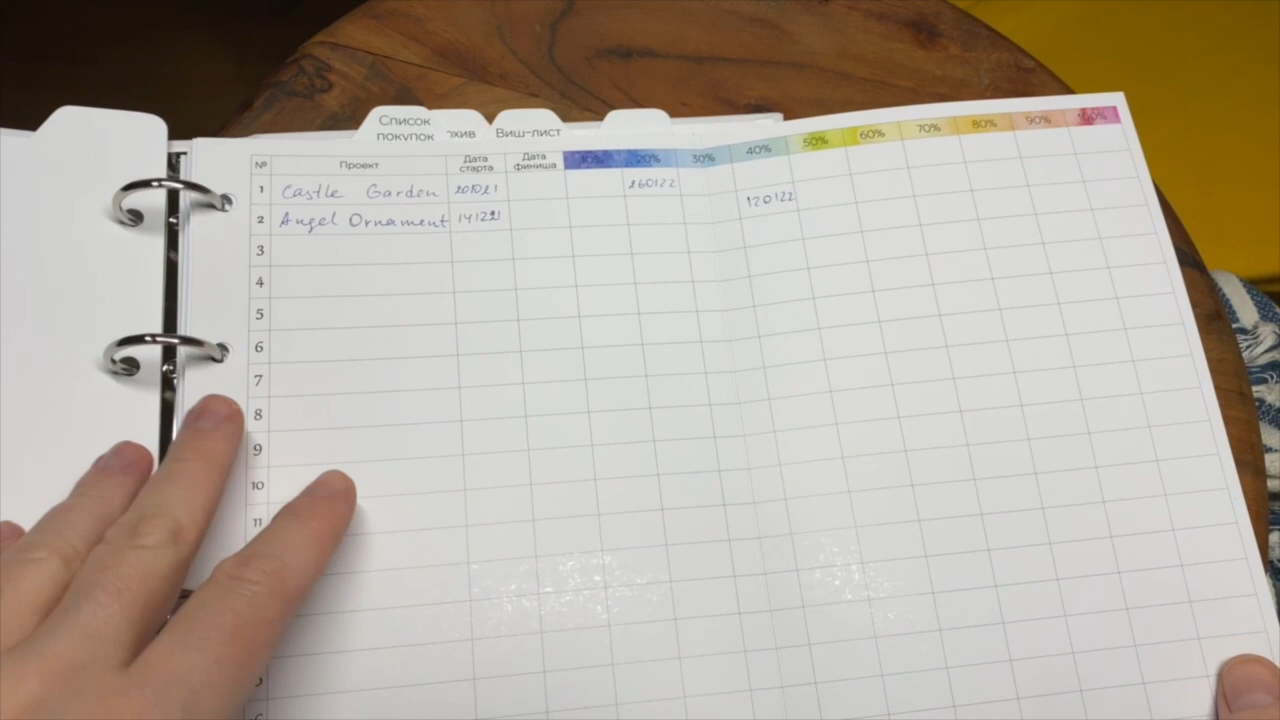 Список
покупок
хив
Виш-лист
№ Проект Дата старта Дата финиша 10% 20% 30% 40% 50% 60% 70% 80% 90% 100%
1 Castle Garden 201021 260122
2 Angel Ornament 141221 120122
3
4
5
6
7
8
9
10
11